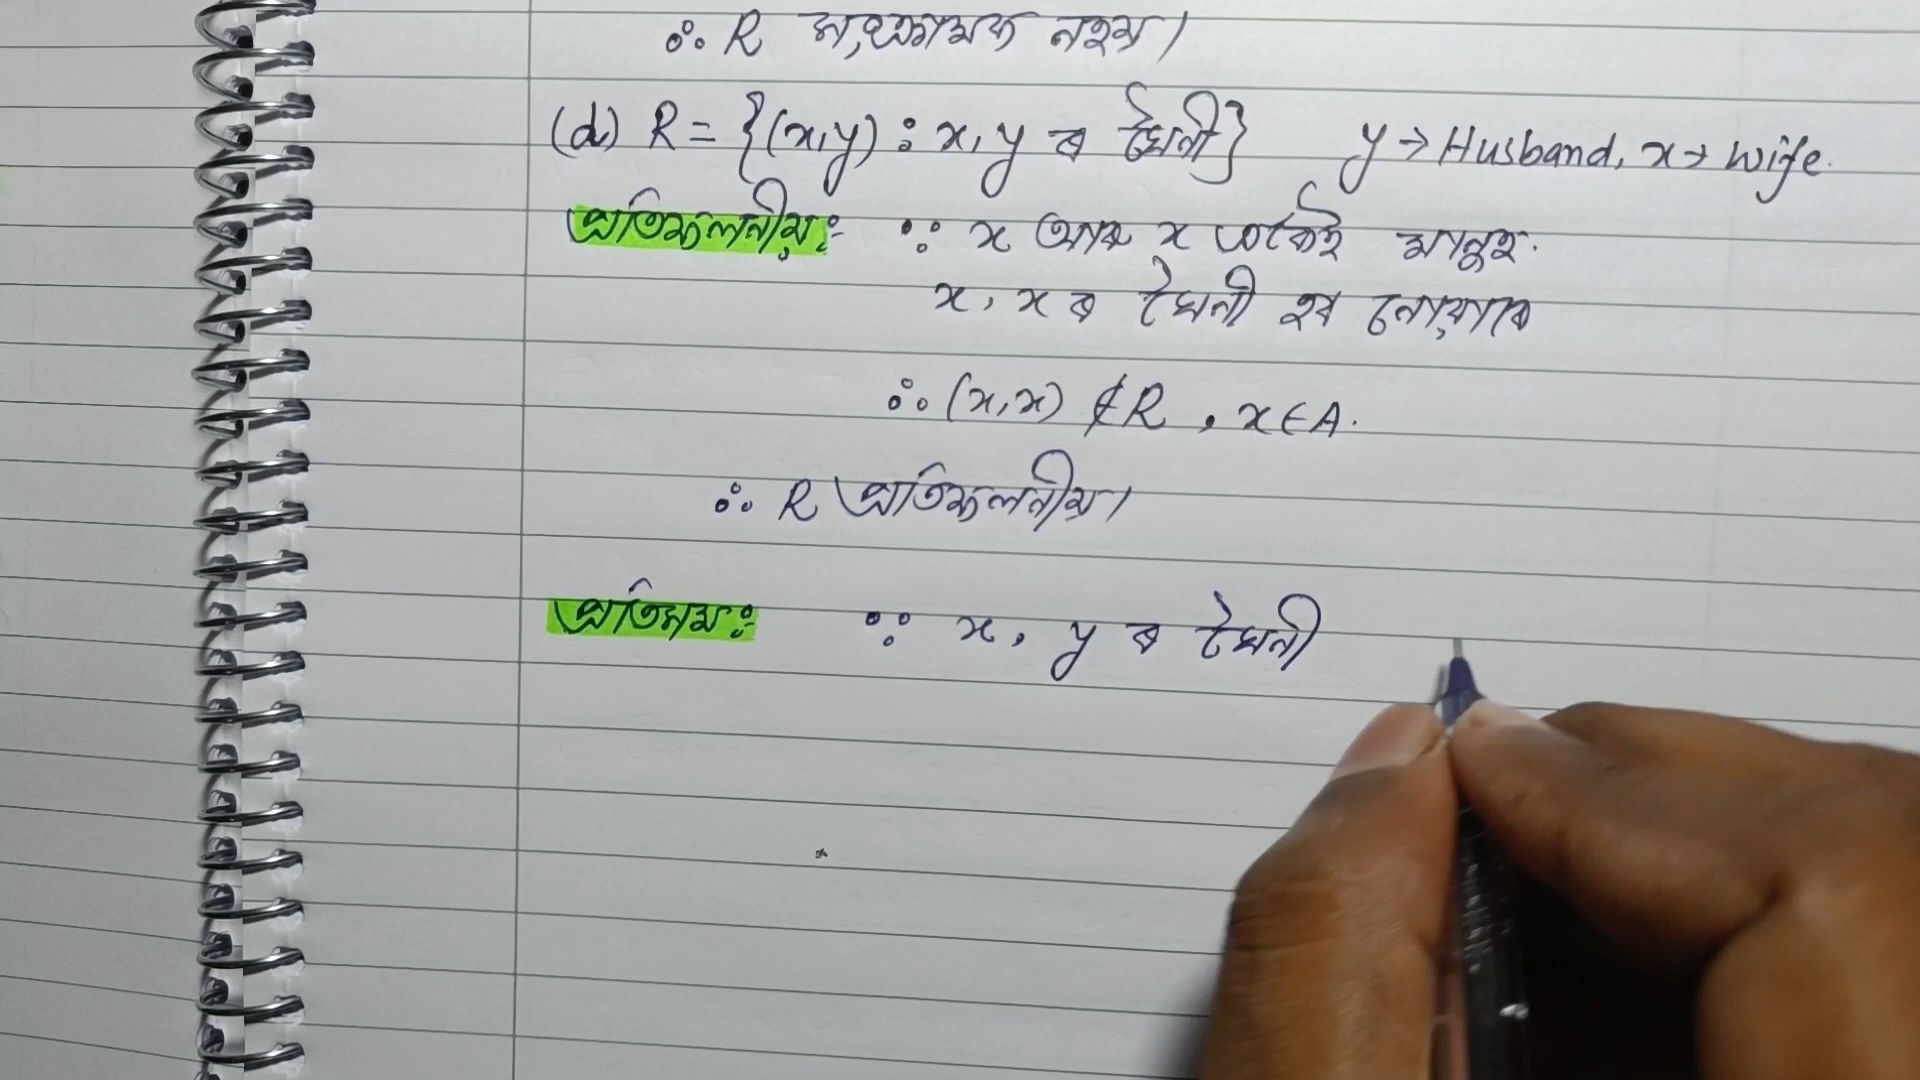 ∴ R সংক্ৰামক নহয়।
(d) R = {(x,y) : x, y ৰ ঘৈণী} y → Husband, x → wife.
প্ৰতিফলনীয়ঃ ∵ x আৰু x একেই মানুহ.
x, x ৰ ঘৈণী হব নোৱাৰে
∴ (x,x) ∉ R , x ∈ A.
∴ R প্ৰতিফলনীয়।
প্ৰতিসমঃ ∵ x, y ৰ ঘৈণী